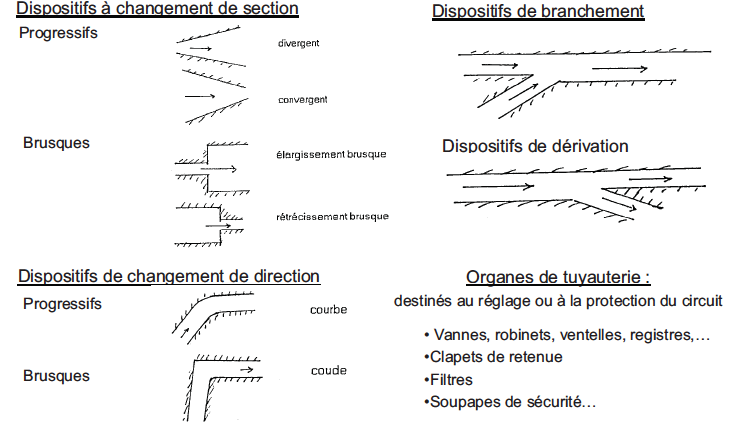 Dispositifs à changement de section
Progressifs
divergent
convergent
Brusques
élargissement brusque
rétrécissement brusque
Dispositifs de changement de direction
Progressifs
courbe
Brusques
coude
Dispositifs de branchement
Dispositifs de dérivation
Organes de tuyauterie :
destinés au réglage ou à la protection du circuit
• Vannes, robinets, ventelles, registres,…
•Clapets de retenue
•Filtres
•Soupapes de sécurité…